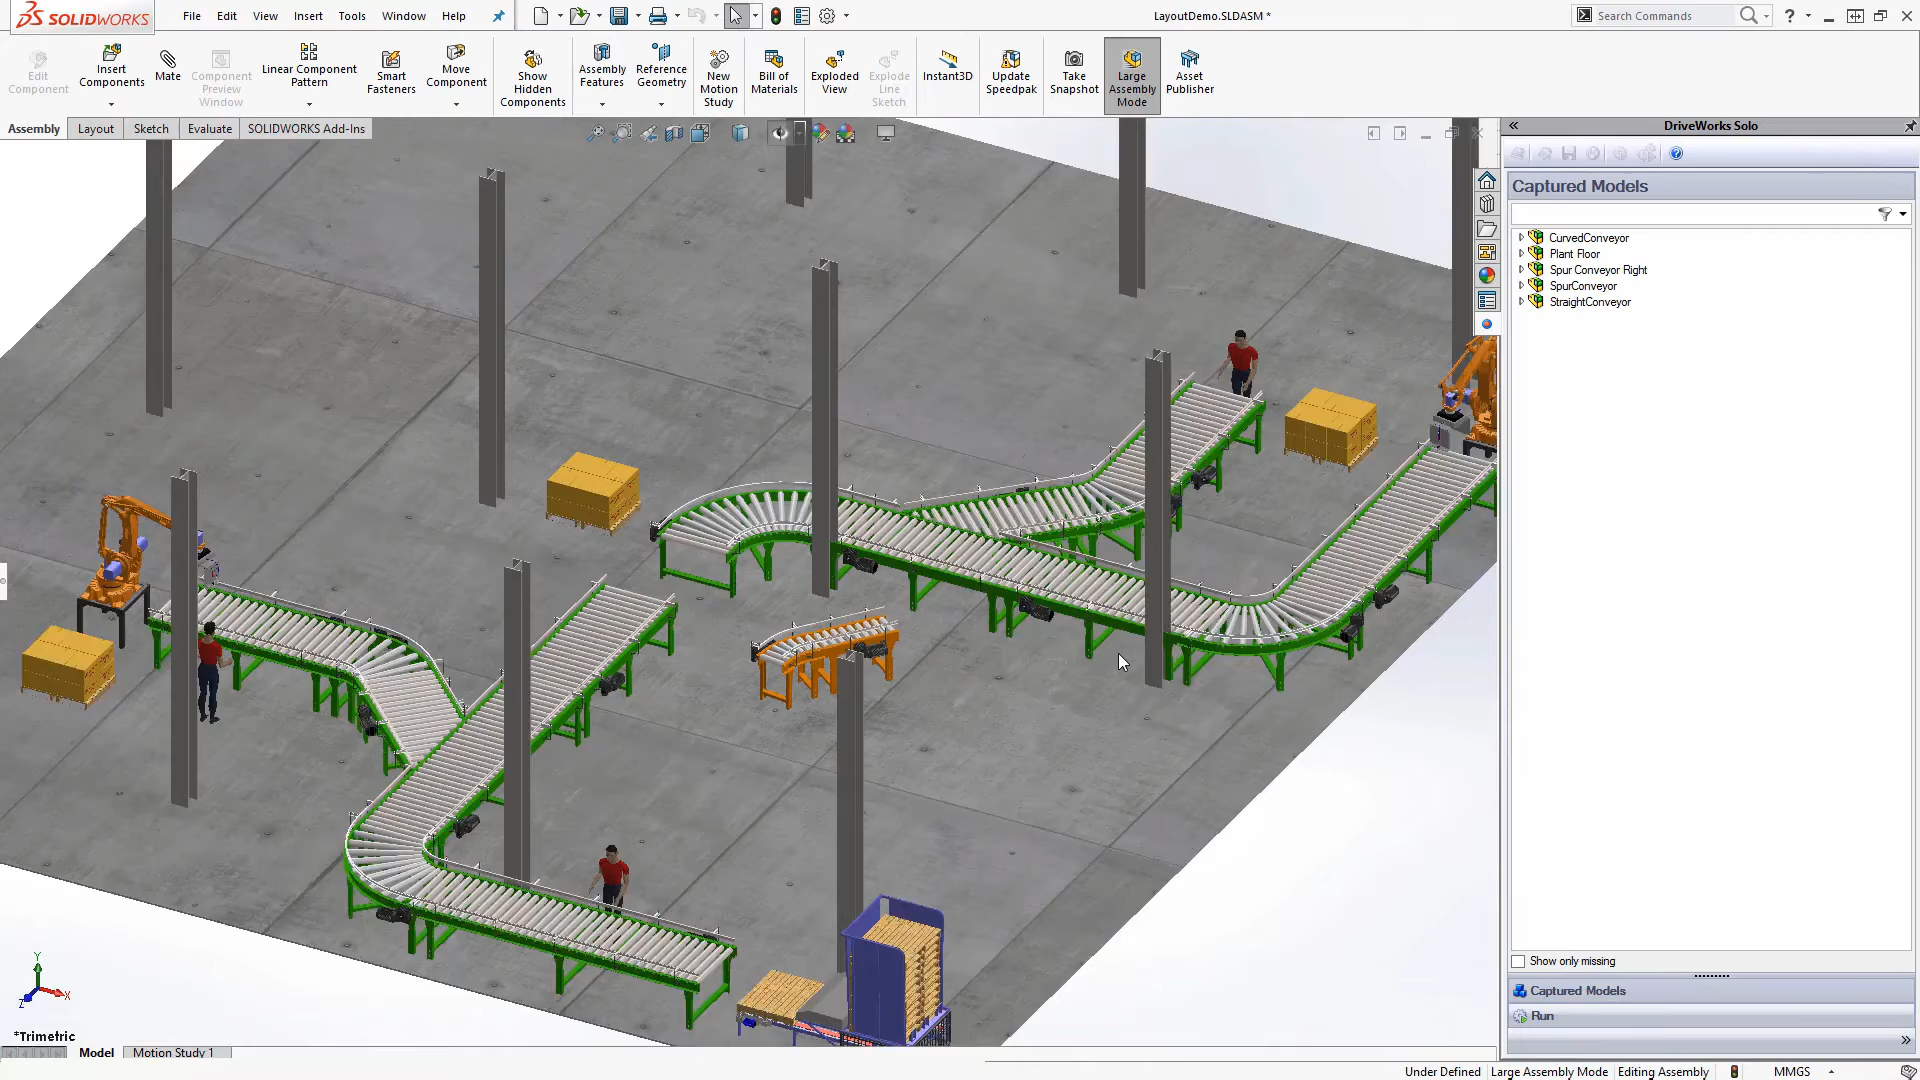 SOLIDWORKS File Edit View Insert Tools Window Help LayoutDemo.SLDASM * Search Commands
Edit Component
Insert Components
Mate
Component Preview Window
Linear Component Pattern
Smart Fasteners
Move Component
Show Hidden Components
Assembly Features
Reference Geometry
New Motion Study
Bill of Materials
Exploded View
Explode Line Sketch
Instant3D
Update Speedpak
Take Snapshot
Large Assembly Mode
Asset Publisher
Assembly Layout Sketch Evaluate SOLIDWORKS Add-Ins
DriveWorks Solo
Captured Models
CurvedConveyor
Plant Floor
Spur Conveyor Right
SpurConveyor
StraightConveyor
Show only missing
Captured Models
Run
Y
X
Z
*Trimetric
Model Motion Study 1
Under Defined Large Assembly Mode Editing Assembly MMGS